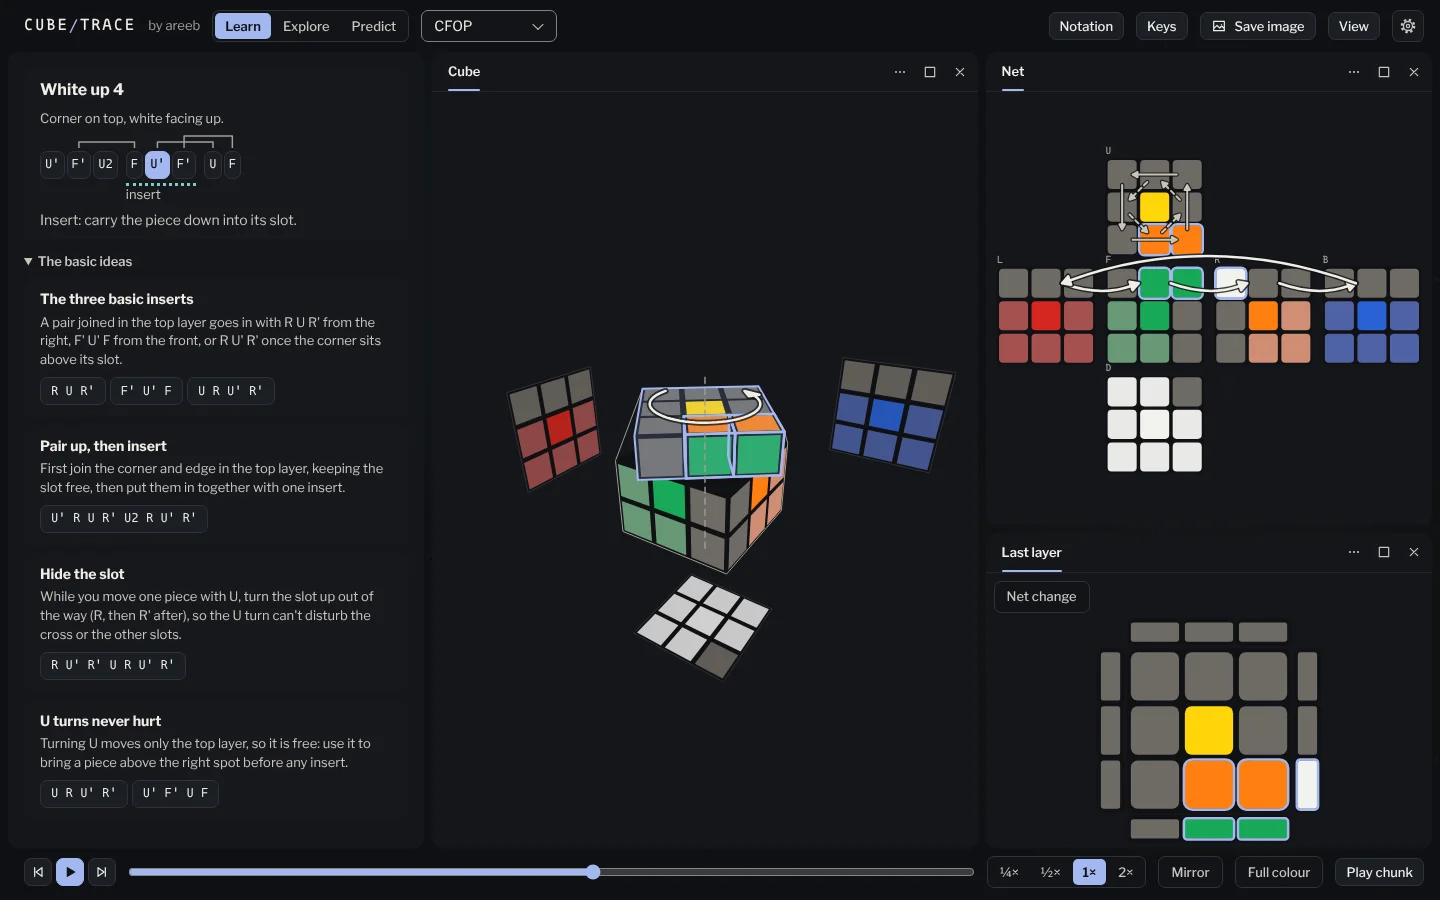 CUBE/TRACE by areeb Learn Explore Predict CFOP Notation Keys Save image View
White up 4
Corner on top, white facing up.
U' F' U2 F U' F' U F
insert
Insert: carry the piece down into its slot.
The basic ideas
The three basic inserts
A pair joined in the top layer goes in with R U R' from the
right, F' U' F from the front, or R U' R' once the corner sits
above its slot.
R U R' F' U' F U R U' R'
Pair up, then insert
First join the corner and edge in the top layer, keeping the
slot free, then put them in together with one insert.
U' R U R' U2 R U' R'
Hide the slot
While you move one piece with U, turn the slot up out of
the way (R, then R' after), so the U turn can't disturb the
cross or the other slots.
R U' R' U R U' R'
U turns never hurt
Turning U moves only the top layer, so it is free: use it to
bring a piece above the right spot before any insert.
U R U' R' U' F' U F
Cube
Net
U
L F R B
D
Last layer
Net change
¼× ½× 1× 2× Mirror Full colour Play chunk